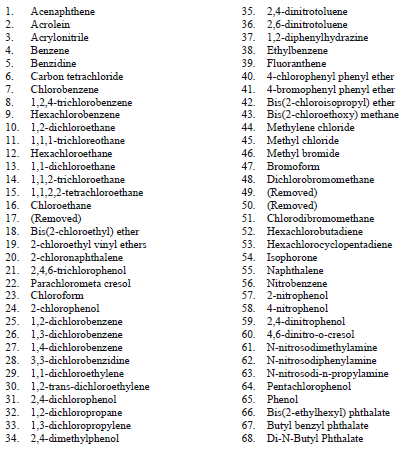 1. Acenaphthene
2. Acrolein
3. Acrylonitrile
4. Benzene
5. Benzidine
6. Carbon tetrachloride
7. Chlorobenzene
8. 1,2,4-trichlorobenzene
9. Hexachlorobenzene
10. 1,2-dichloroethane
11. 1,1,1-trichloreothane
12. Hexachloroethane
13. 1,1-dichloroethane
14. 1,1,2-trichloroethane
15. 1,1,2,2-tetrachloroethane
16. Chloroethane
17. (Removed)
18. Bis(2-chloroethyl) ether
19. 2-chloroethyl vinyl ethers
20. 2-chloronaphthalene
21. 2,4,6-trichlorophenol
22. Parachlorometa cresol
23. Chloroform
24. 2-chlorophenol
25. 1,2-dichlorobenzene
26. 1,3-dichlorobenzene
27. 1,4-dichlorobenzene
28. 3,3-dichlorobenzidine
29. 1,1-dichloroethylene
30. 1,2-trans-dichloroethylene
31. 2,4-dichlorophenol
32. 1,2-dichloropropane
33. 1,3-dichloropropylene
34. 2,4-dimethylphenol
35. 2,4-dinitrotoluene
36. 2,6-dinitrotoluene
37. 1,2-diphenylhydrazine
38. Ethylbenzene
39. Fluoranthene
40. 4-chlorophenyl phenyl ether
41. 4-bromophenyl phenyl ether
42. Bis(2-chloroisopropyl) ether
43. Bis(2-chloroethoxy) methane
44. Methylene chloride
45. Methyl chloride
46. Methyl bromide
47. Bromoform
48. Dichlorobromomethane
49. (Removed)
50. (Removed)
51. Chlorodibromomethane
52. Hexachlorobutadiene
53. Hexachlorocyclopentadiene
54. Isophorone
55. Naphthalene
56. Nitrobenzene
57. 2-nitrophenol
58. 4-nitrophenol
59. 2,4-dinitrophenol
60. 4,6-dinitro-o-cresol
61. N-nitrosodimethylamine
62. N-nitrosodiphenylamine
63. N-nitrosodi-n-propylamine
64. Pentachlorophenol
65. Phenol
66. Bis(2-ethylhexyl) phthalate
67. Butyl benzyl phthalate
68. Di-N-Butyl Phthalate